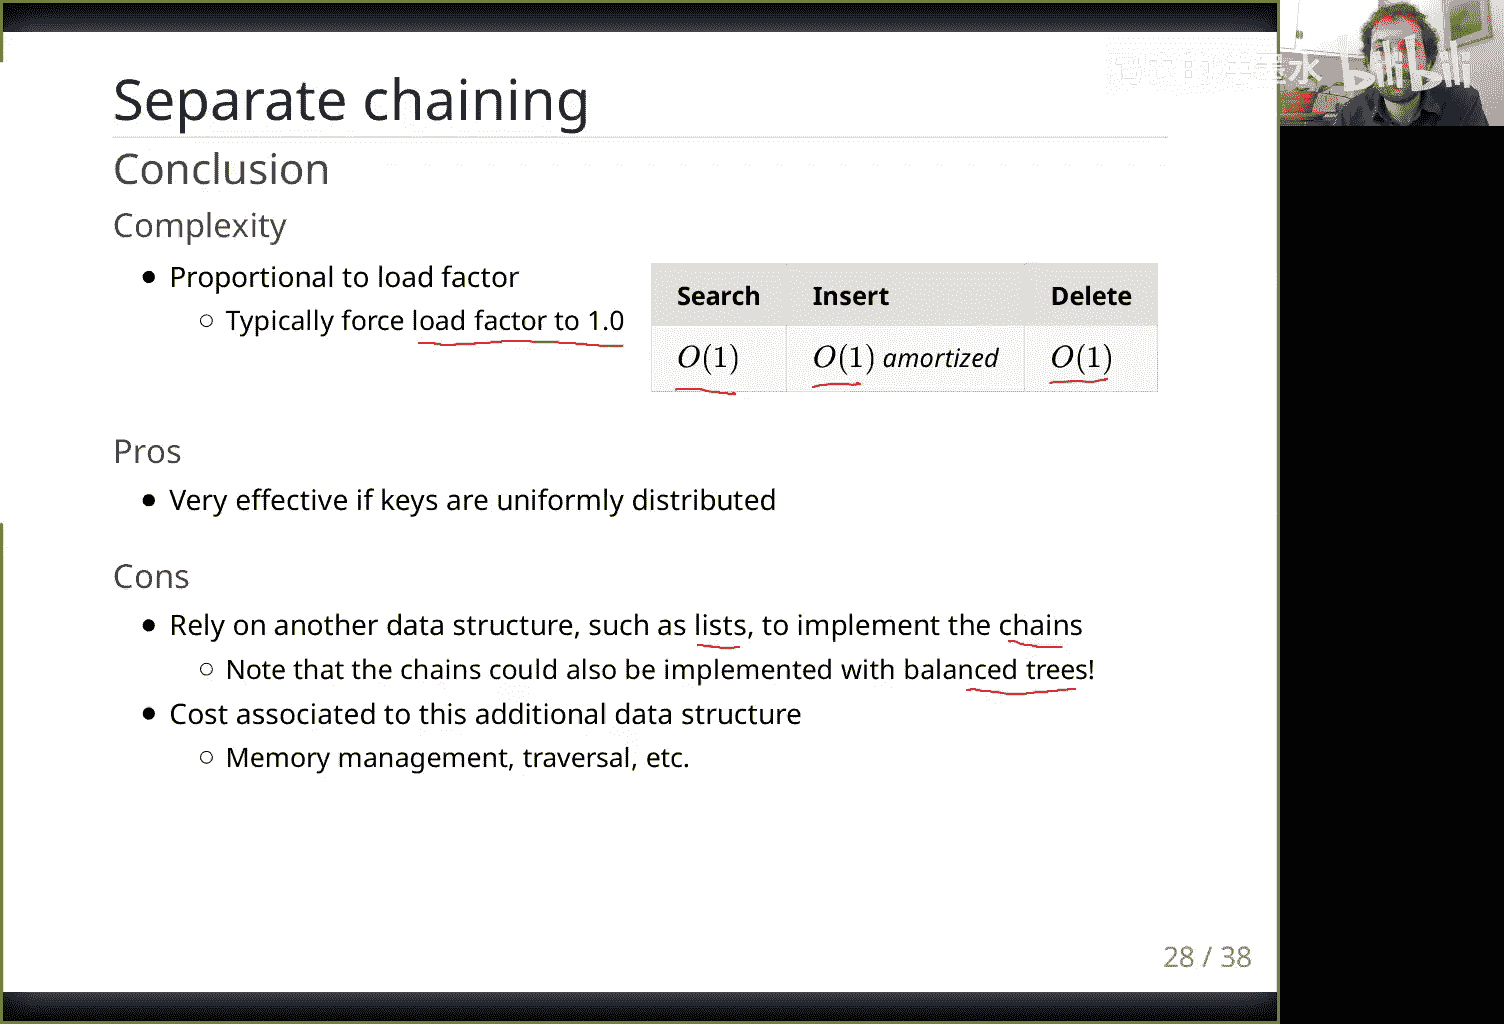 Separate chaining
Conclusion
Complexity
● Proportional to load factor
○ Typically force load factor to 1.0
Search Insert Delete
O(1) O(1) amortized O(1)
Pros
● Very effective if keys are uniformly distributed
Cons
● Rely on another data structure, such as lists, to implement the chains
○ Note that the chains could also be implemented with balanced trees!
● Cost associated to this additional data structure
○ Memory management, traversal, etc.
28 / 38
bilibili